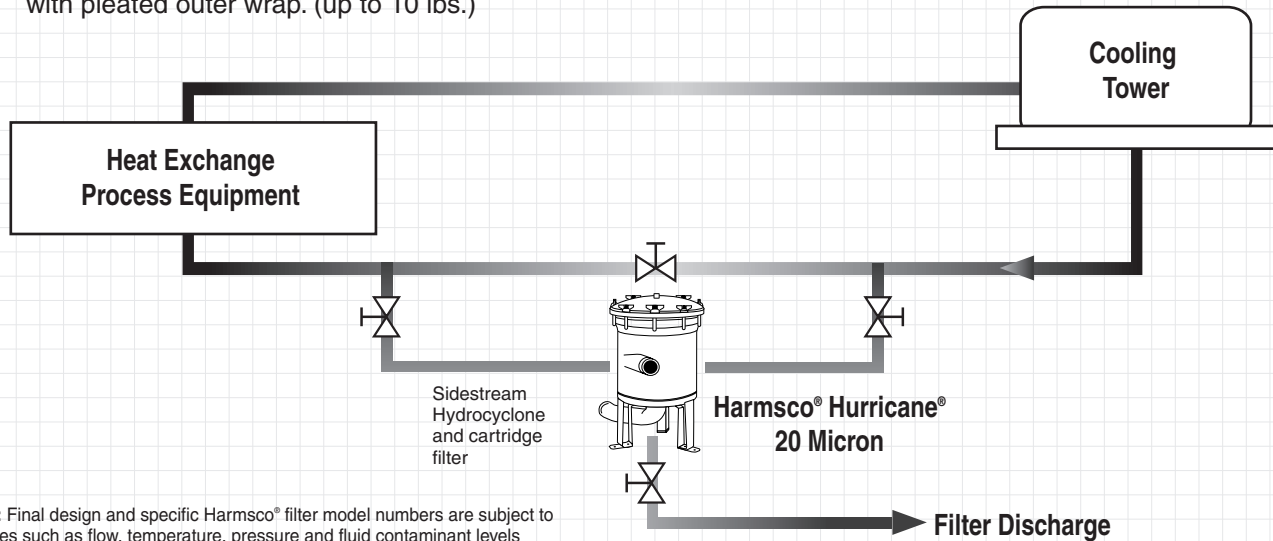 with pleated outer wrap. (up to 10 lbs.)
Cooling
Tower
Heat Exchange
Process Equipment
Sidestream
Hydrocyclone
and cartridge
filter
Harmsco® Hurricane®
20 Micron
: Final design and specific Harmsco® filter model numbers are subject to
es such as flow, temperature, pressure and fluid contaminant levels
Filter Discharge